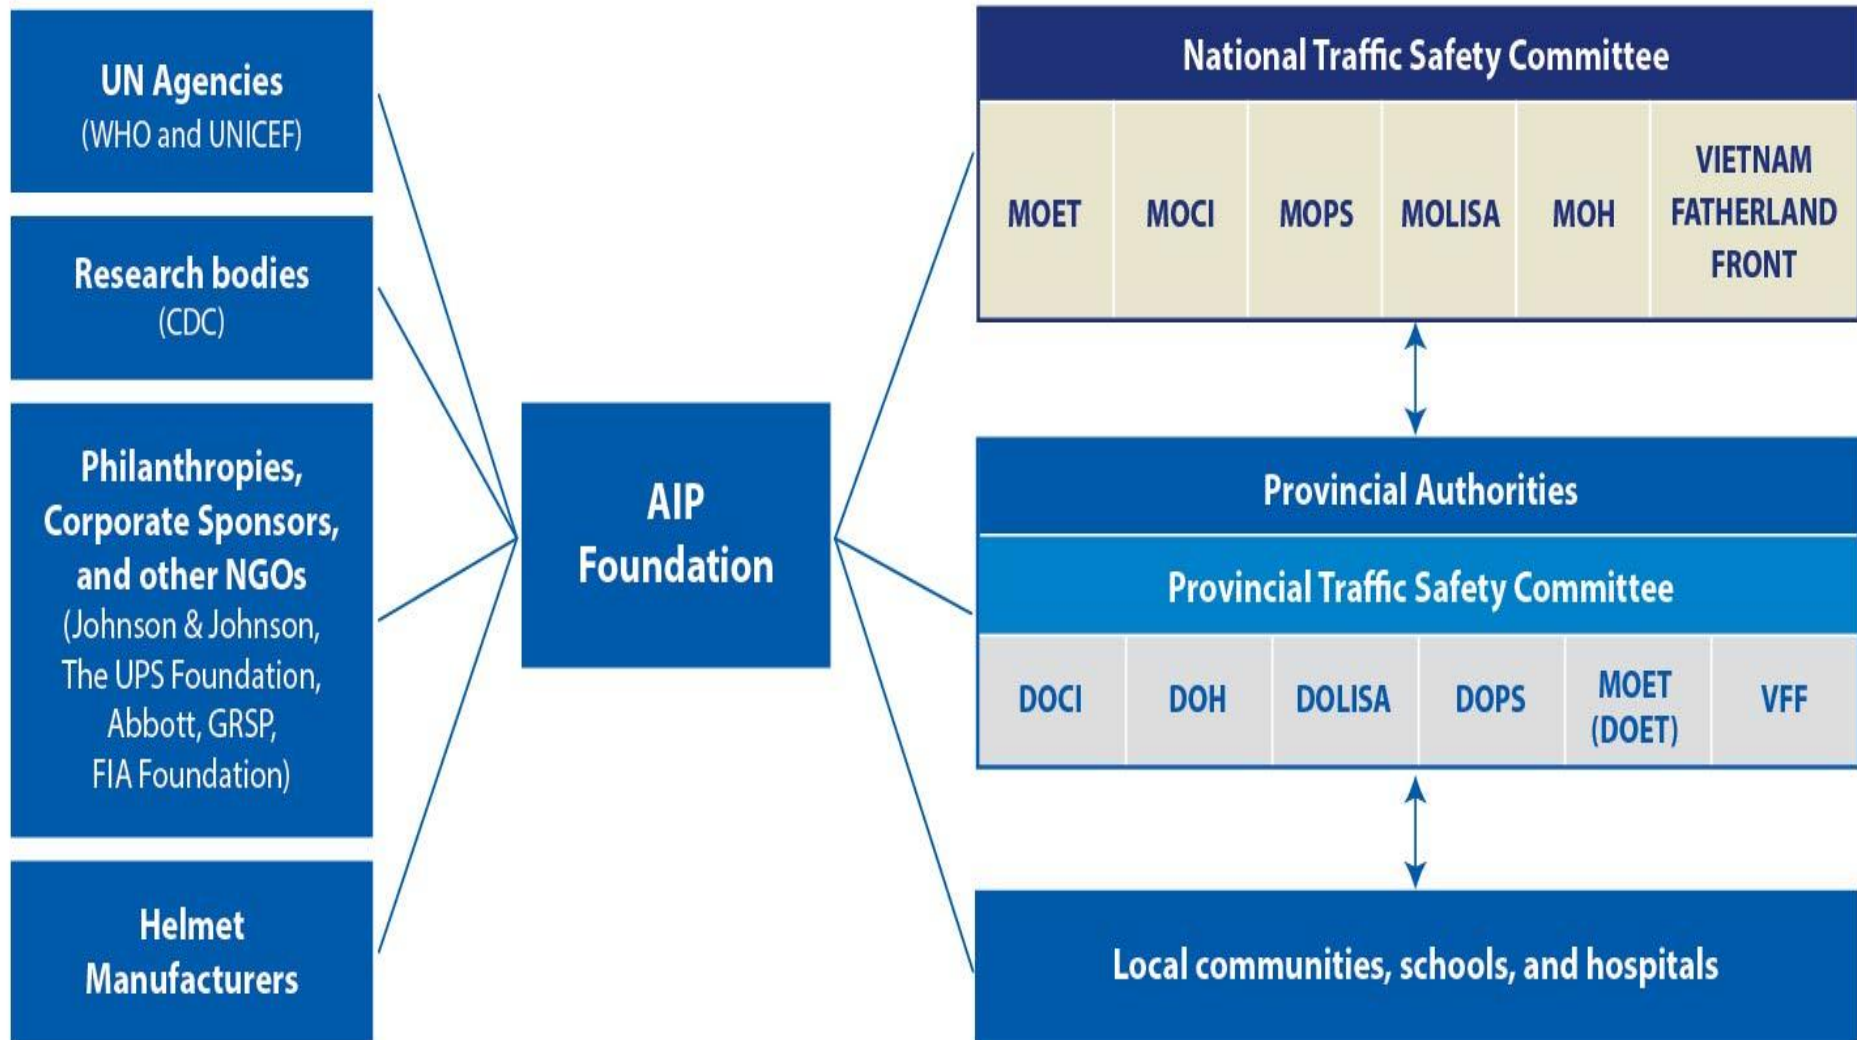 UN Agencies
(WHO and UNICEF)
Research bodies
(CDC)
Philanthropies,
Corporate Sponsors,
and other NGOs
(Johnson & Johnson,
The UPS Foundation,
Abbott, GRSP,
FIA Foundation)
Helmet
Manufacturers
AIP
Foundation
National Traffic Safety Committee
MOET
MOCI
MOPS
MOLISA
MOH
VIETNAM
FATHERLAND
FRONT
Provincial Authorities
Provincial Traffic Safety Committee
DOCI
DOH
DOLISA
DOPS
MOET
(DOET)
VFF
Local communities, schools, and hospitals